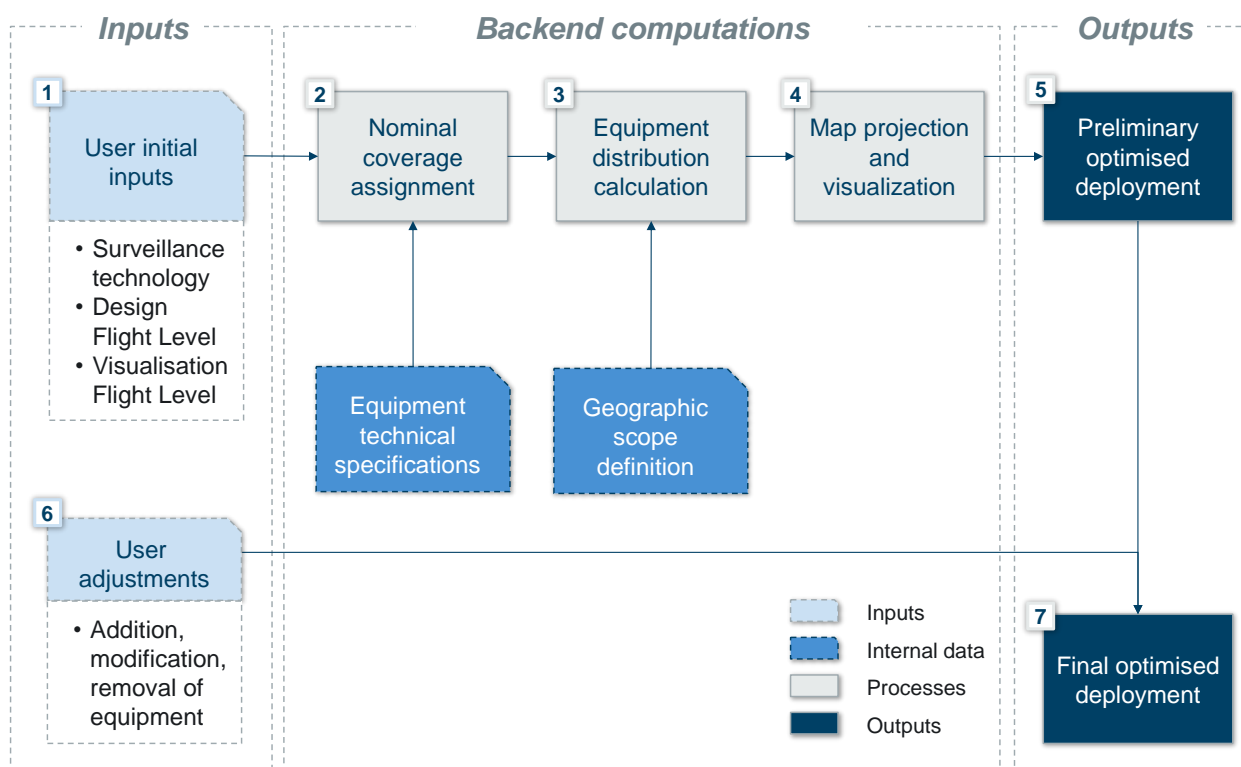 Inputs
Backend computations
Outputs
1
User initial
inputs
• Surveillance
technology
• Design
Flight Level
• Visualisation
Flight Level
2
Nominal
coverage
assignment
3
Equipment
distribution
calculation
4
Map projection
and
visualization
5
Preliminary
optimised
deployment
Equipment
technical
specifications
Geographic
scope
definition
6
User
adjustments
• Addition,
modification,
removal of
equipment
Inputs
Internal data
Processes
Outputs
7
Final optimised
deployment